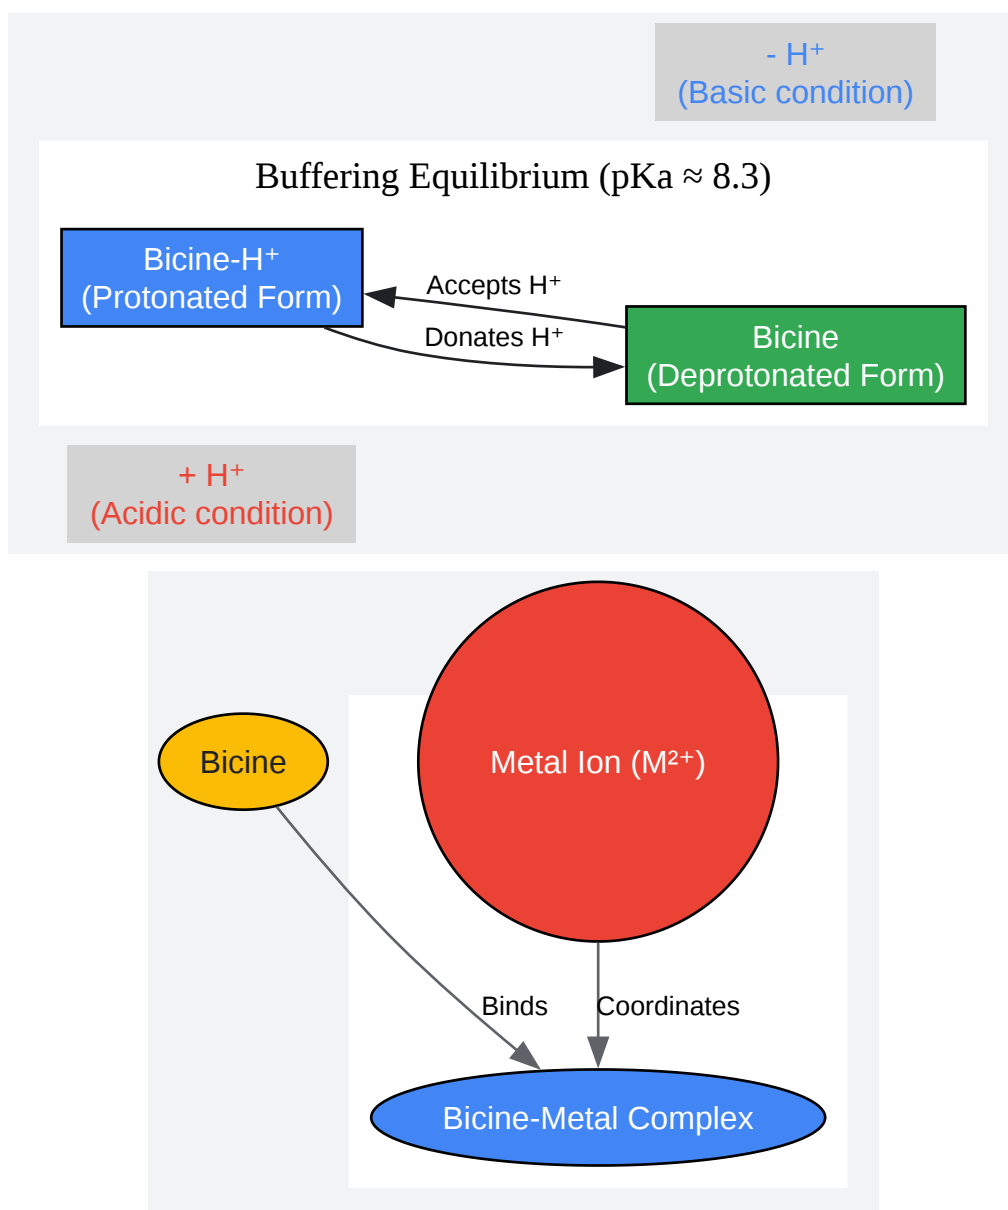 - H⁺
(Basic condition)
Buffering Equilibrium (pKa ≈ 8.3)
Bicine-H⁺
(Protonated Form)
Accepts H⁺
Donates H⁺
Bicine
(Deprotonated Form)
+ H⁺
(Acidic condition)
Bicine
Metal Ion (M²⁺)
Binds
Coordinates
Bicine-Metal Complex